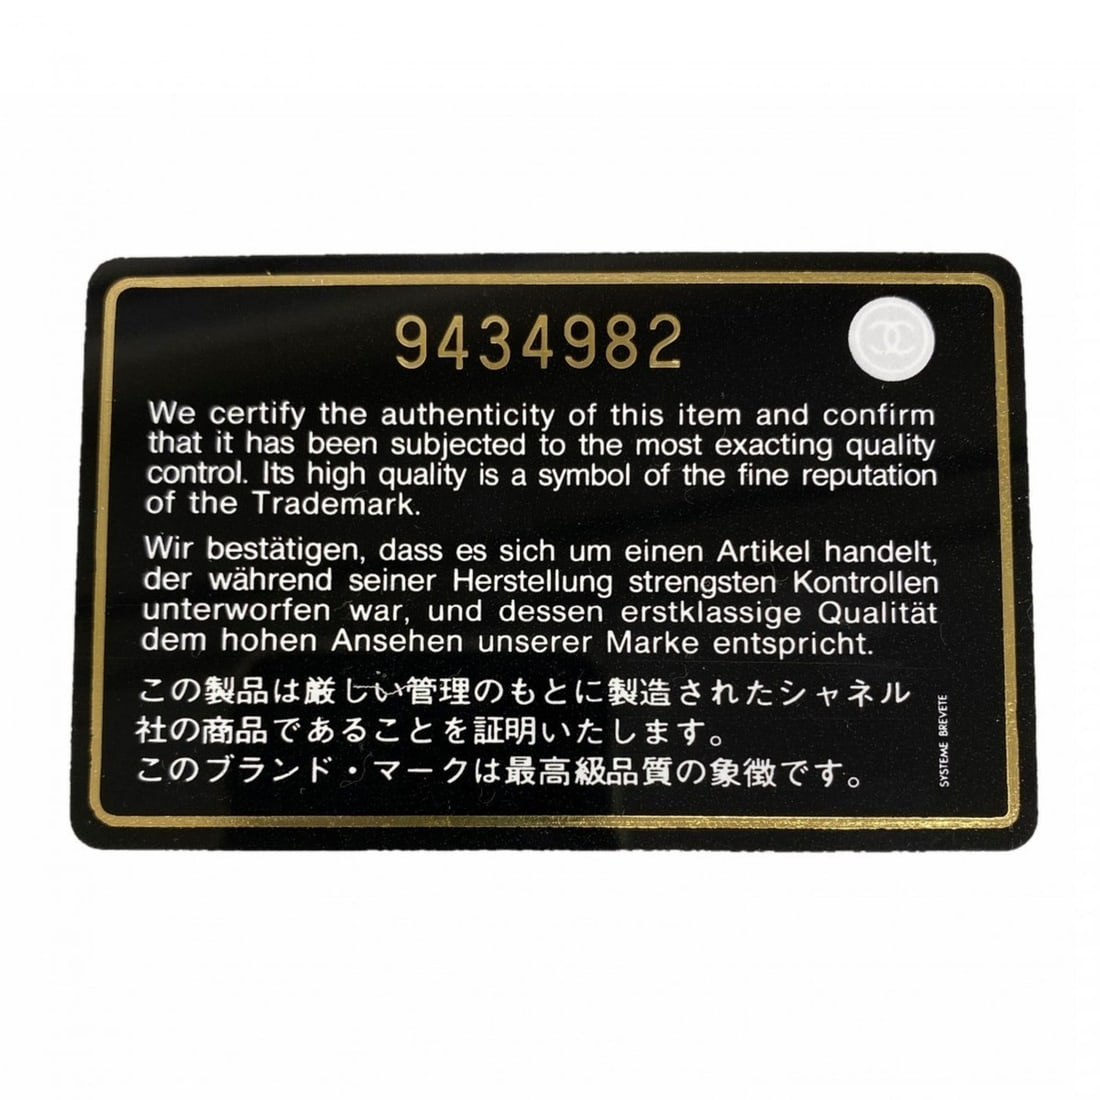 9434982
We certify the authenticity of this item and confirm
that it has been subjected to the most exacting quality
control. Its high quality is a symbol of the fine reputation
of the Trademark.
Wir bestätigen, dass es sich um einen Artikel handelt,
der während seiner Herstellung strengsten Kontrollen
unterworfen war, und dessen erstklassige Qualität
dem hohen Ansehen unserer Marke entspricht.
この製品は厳しい管理のもとに製造されたシャネル
社の商品であることを証明いたします。
このブランド・マークは最高級品質の象徴です。
SYSTEME BREVETE